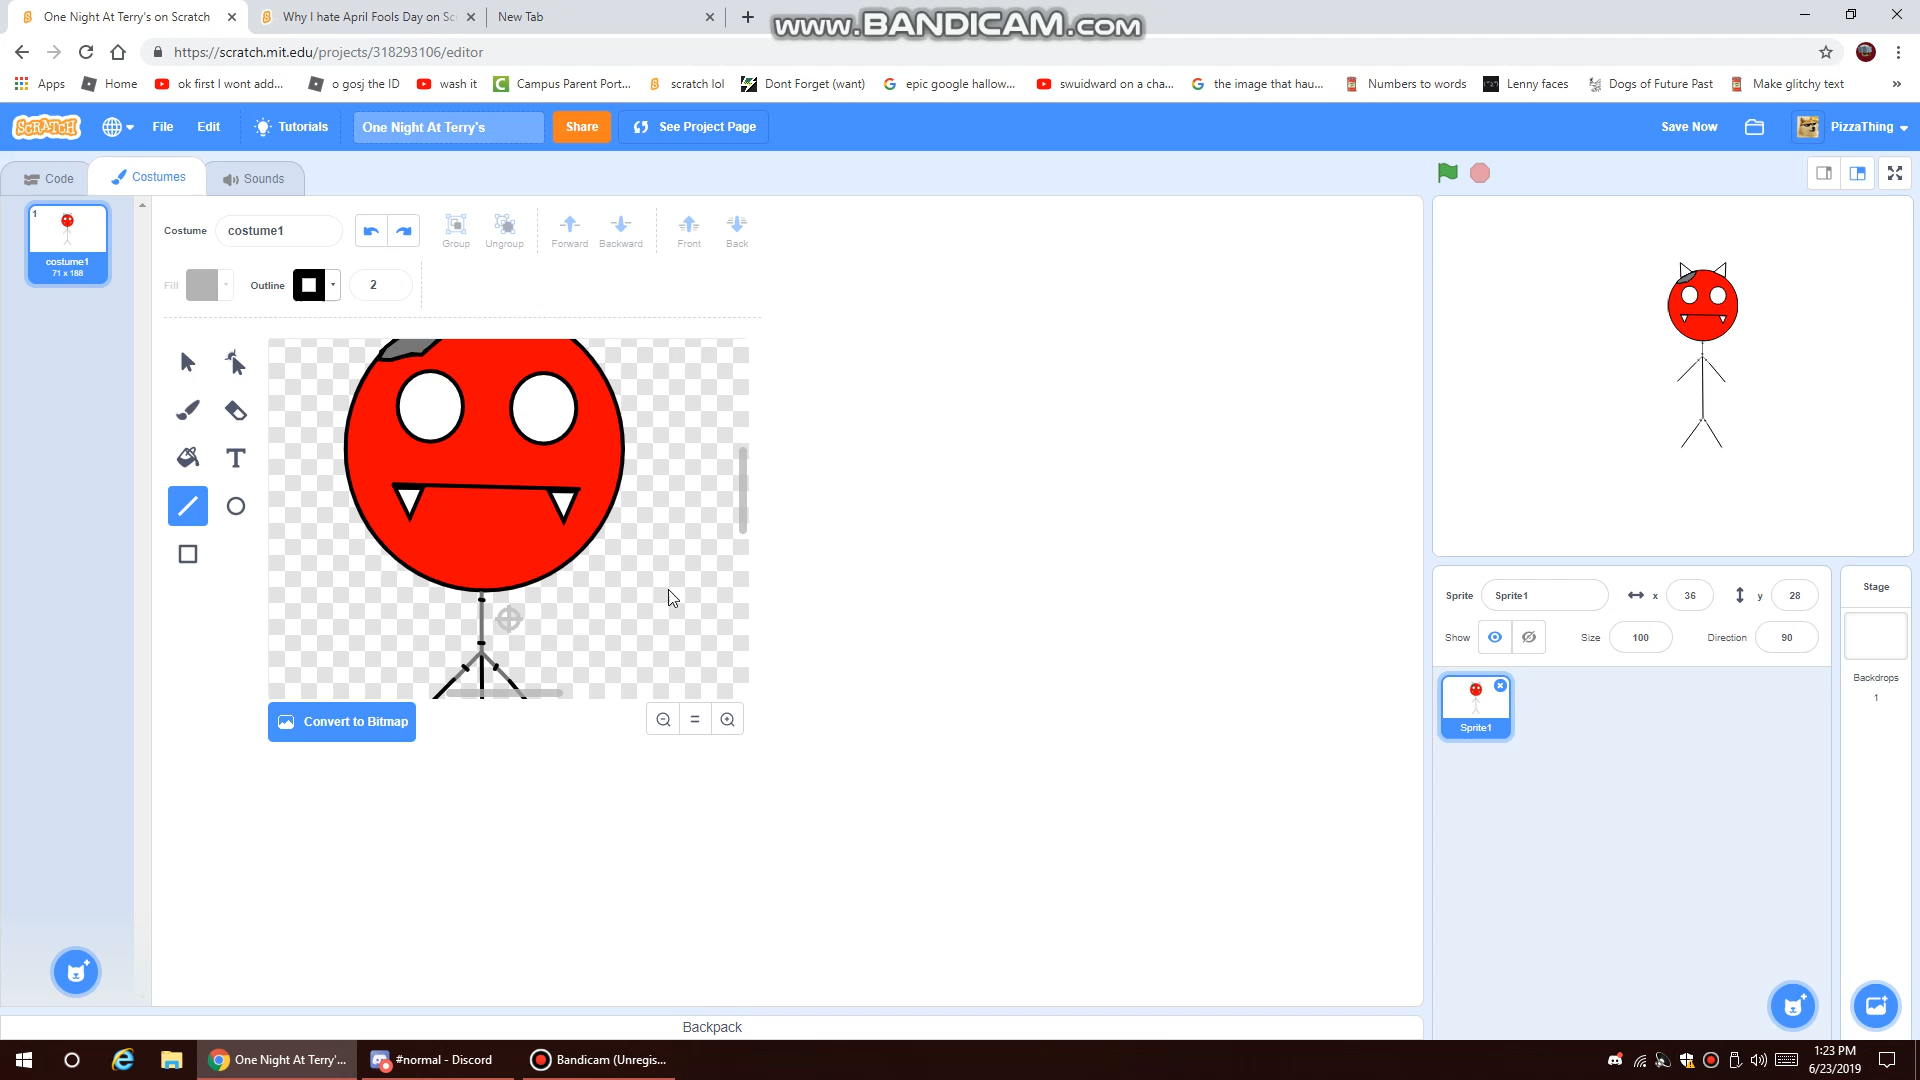 One Night At Terry's on Scratch
Why I hate April Fools Day on Sc
New Tab
www.BANDICAM.com
https://scratch.mit.edu/projects/318293106/editor
Apps
Home
ok first I wont add...
o gosj the ID
wash it
Campus Parent Port...
scratch lol
Dont Forget (want)
epic google hallow...
swuidward on a cha...
the image that hau...
Numbers to words
Lenny faces
Dogs of Future Past
Make glitchy text
SCRATCH
File
Edit
Tutorials
One Night At Terry's
Share
See Project Page
Save Now
PizzaThing
Code
Costumes
Sounds
1
costume1
71 x 188
Costume
costume1
Group
Ungroup
Forward
Backward
Front
Back
Fill
Outline
2
T
Convert to Bitmap
Sprite
Sprite1
x
36
y
28
Show
Size
100
Direction
90
Sprite1
Stage
Backdrops
1
Backpack
One Night At Terry'...
#normal - Discord
Bandicam (Unregis...
1:23 PM
6/23/2019